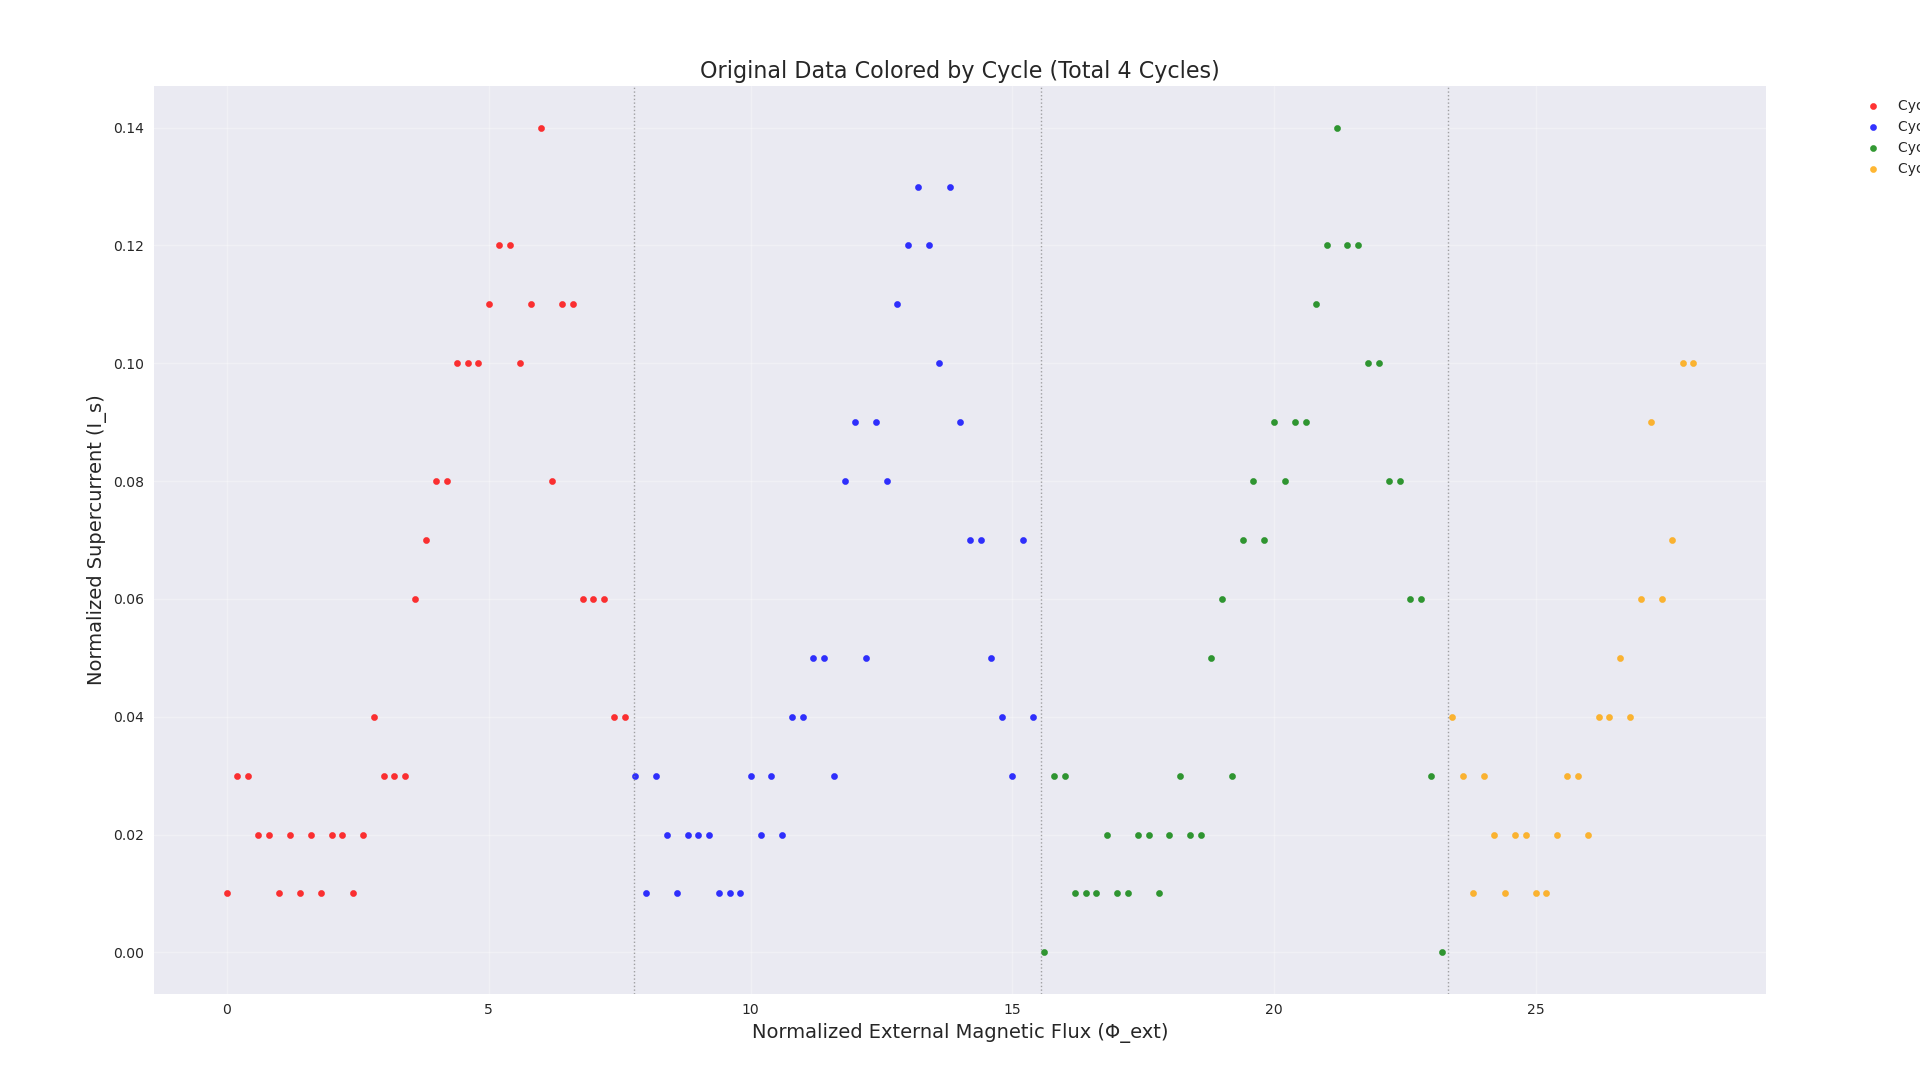 Original Data Colored by Cycle (Total 4 Cycles)
0.14
0.12
0.10
0.08
0.06
0.04
0.02
0.00
Normalized Supercurrent (I_s)
0 5 10 15 20 25
Normalized External Magnetic Flux (Φ_ext)
Cyc
Cyc
Cyc
Cyc